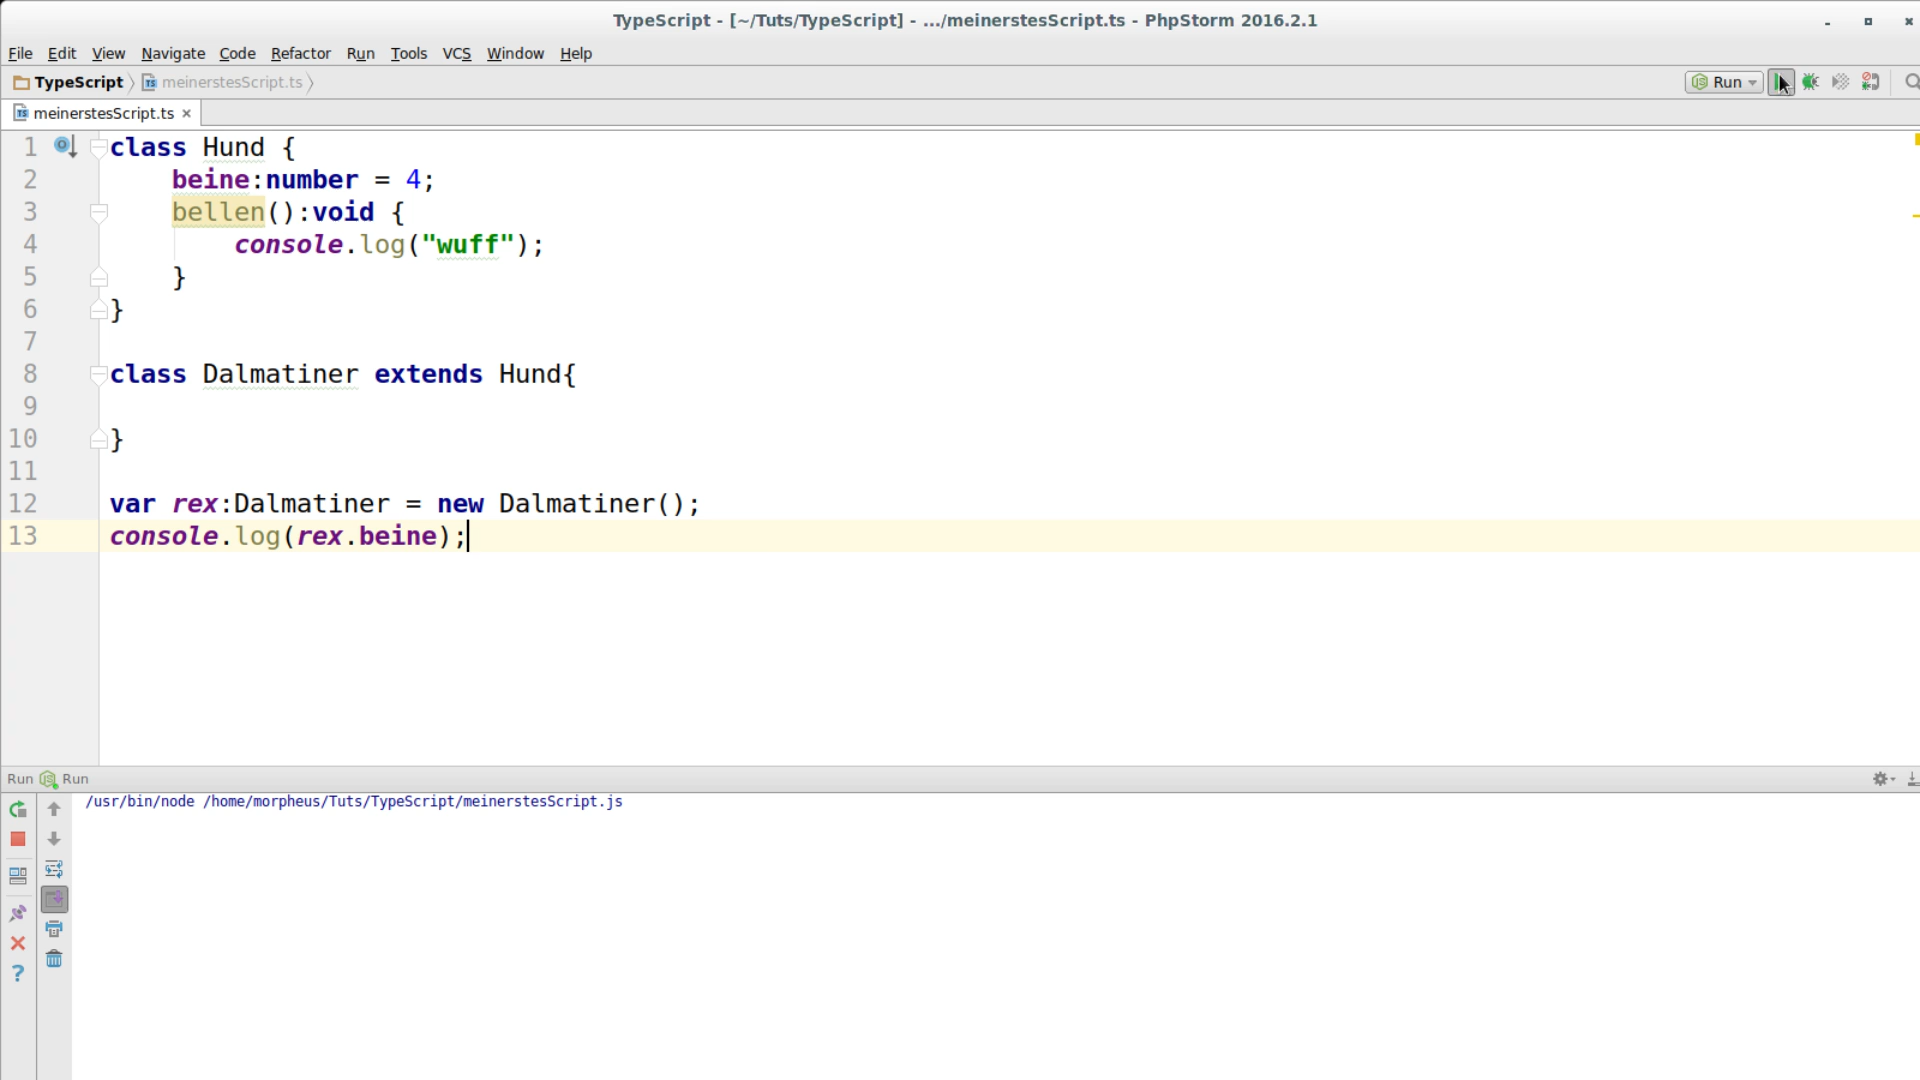 TypeScript - [~/Tuts/TypeScript] - .../meinerstesScript.ts - PhpStorm 2016.2.1
File Edit View Navigate Code Refactor Run Tools VCS Window Help
TypeScript meinerstesScript.ts Run
meinerstesScript.ts
1 class Hund {
2 beine:number = 4;
3 bellen():void {
4 console.log("wuff");
5 }
6 }
7
8 class Dalmatiner extends Hund{
9
10 }
11
12 var rex:Dalmatiner = new Dalmatiner();
13 console.log(rex.beine);
Run Run
/usr/bin/node /home/morpheus/Tuts/TypeScript/meinerstesScript.js